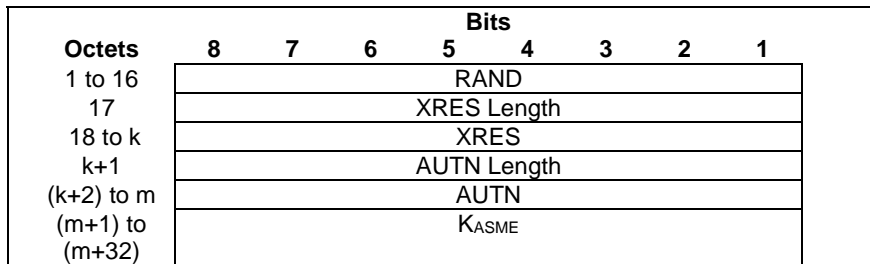 Bits
Octets 8 7 6 5 4 3 2 1
1 to 16 RAND
17 XRES Length
18 to k XRES
k+1 AUTN Length
(k+2) to m AUTN
(m+1) to KASME
(m+32)